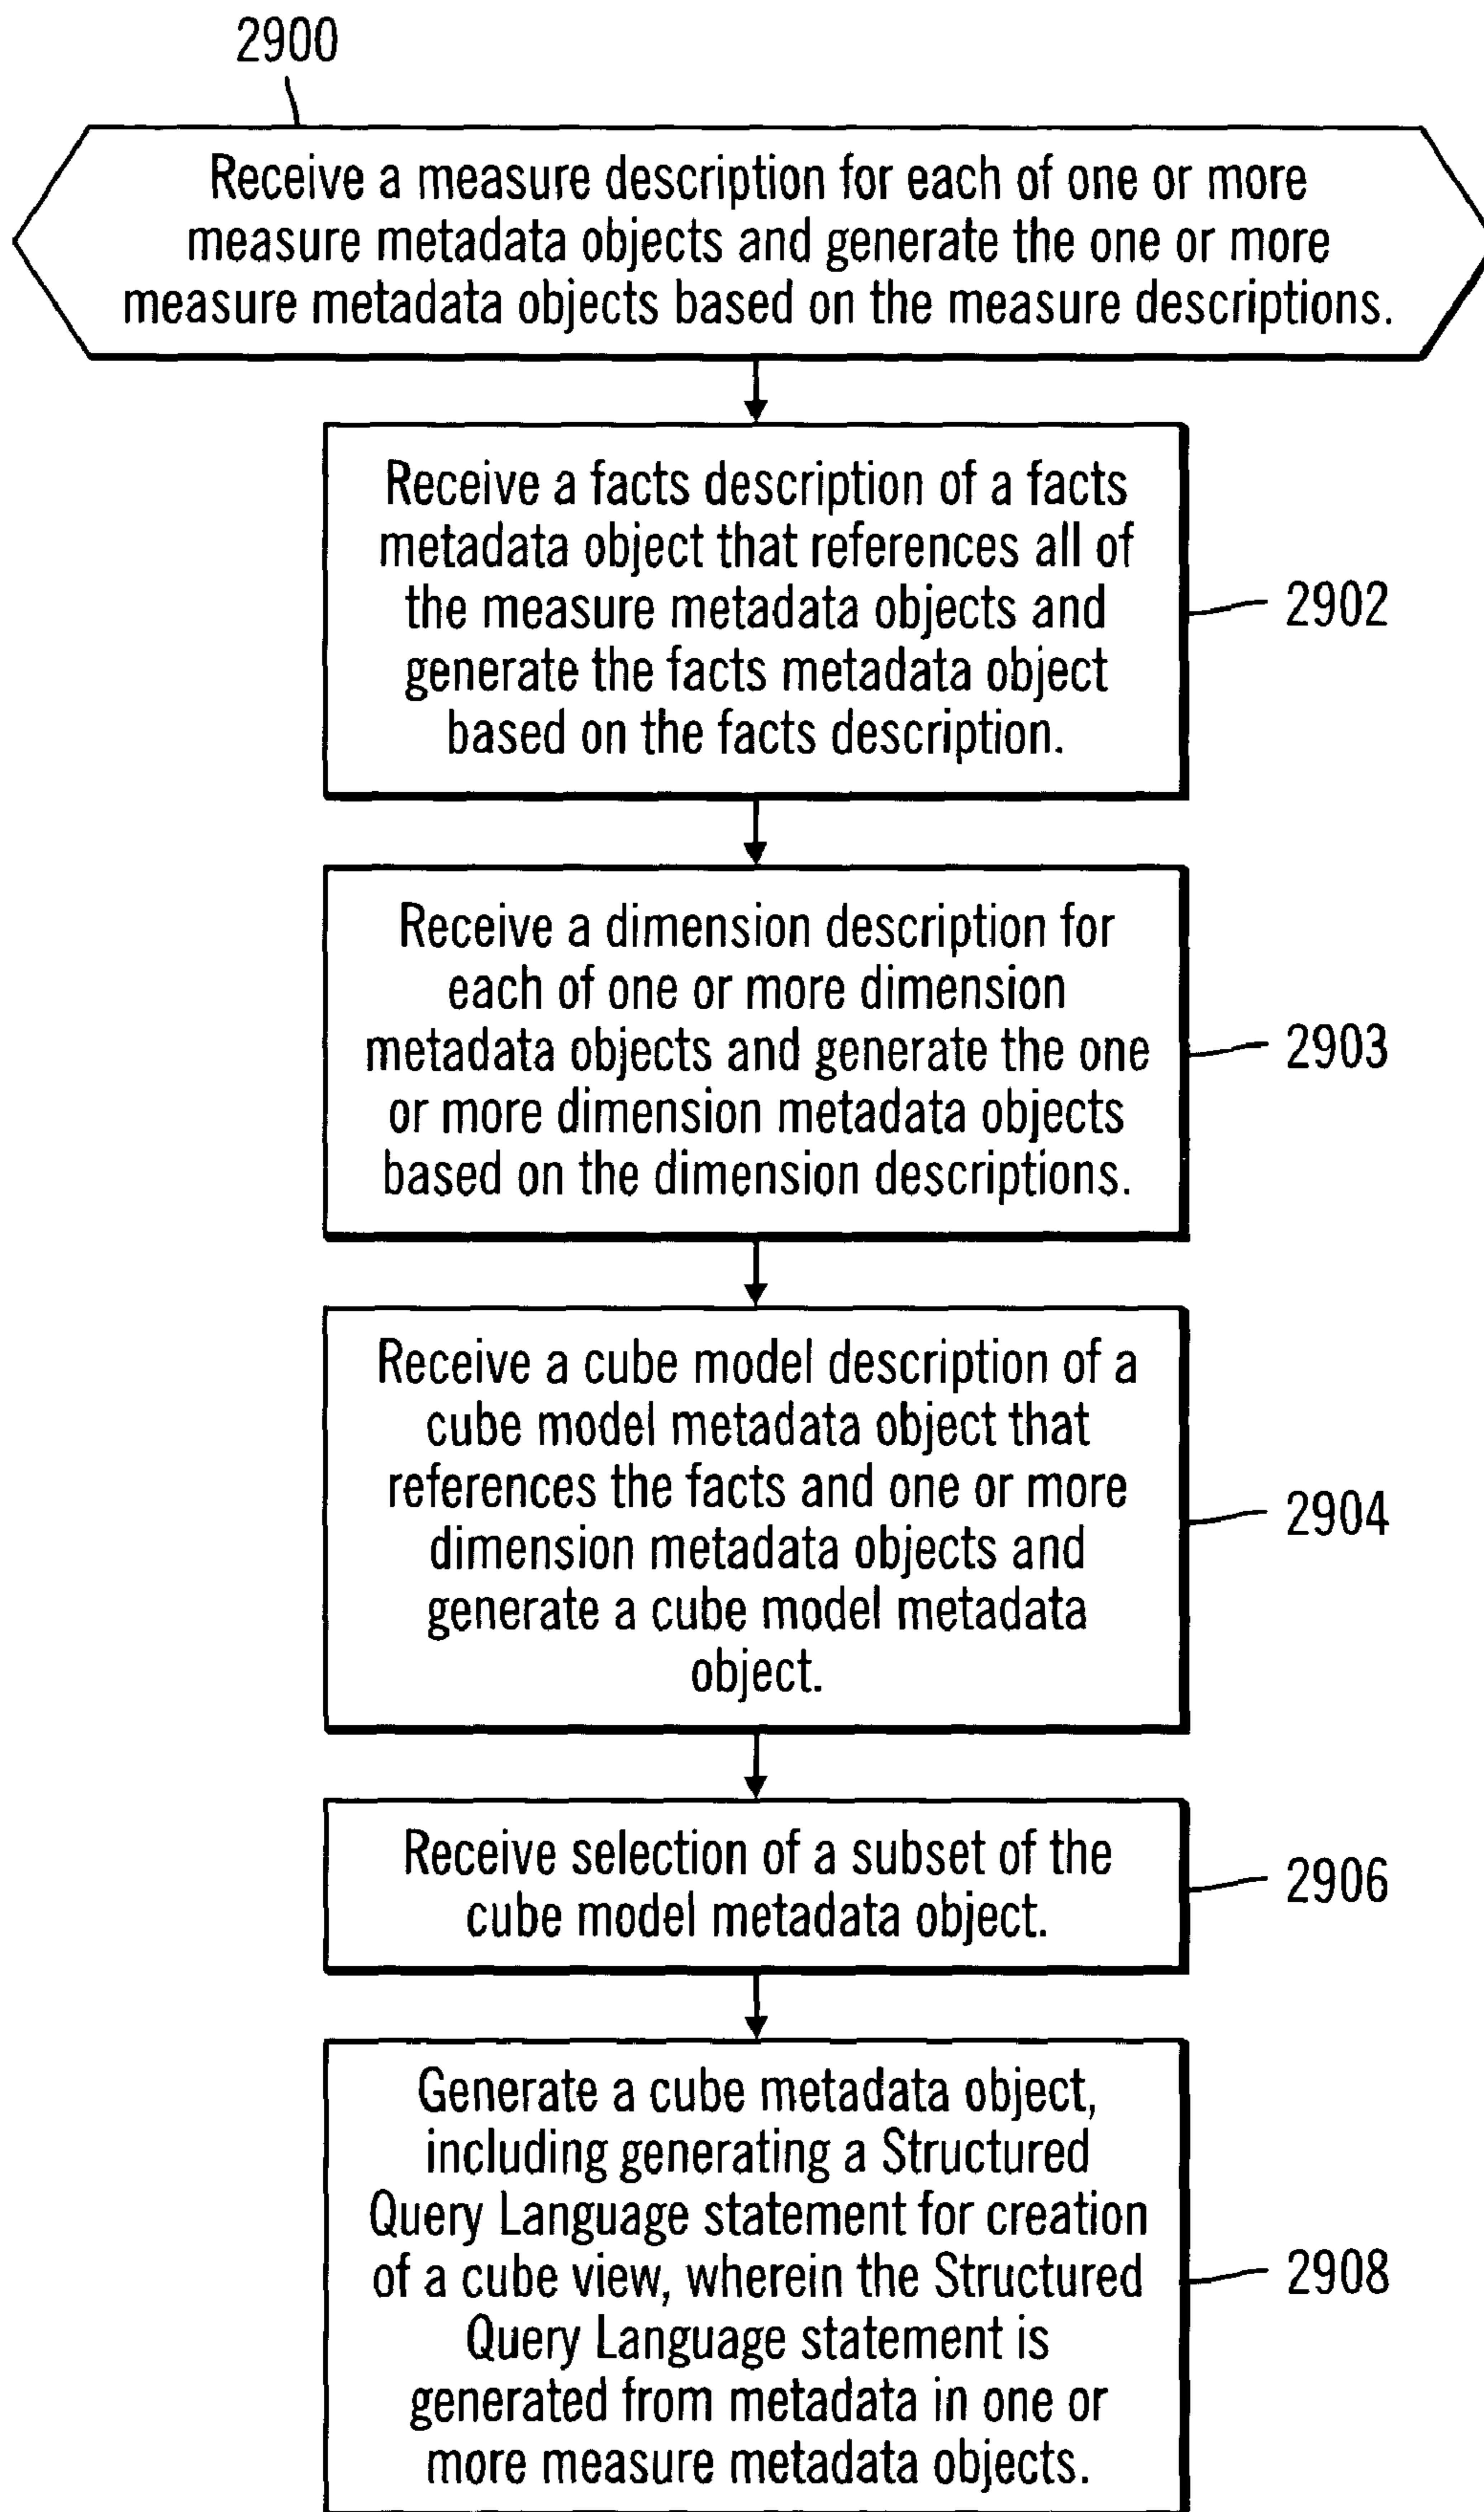 2900
Receive a measure description for each of one or more
measure metadata objects and generate the one or more
measure metadata objects based on the measure descriptions.
Receive a facts description of a facts
metadata object that references all of
the measure metadata objects and
generate the facts metadata object
based on the facts description.
2902
Receive a dimension description for
each of one or more dimension
metadata objects and generate the one
or more dimension metadata objects
based on the dimension descriptions.
2903
Receive a cube model description of a
cube model metadata object that
references the facts and one or more
dimension metadata objects and
generate a cube model metadata
object.
2904
Receive selection of a subset of the
cube model metadata object.
2906
Generate a cube metadata object,
including generating a Structured
Query Language statement for creation
of a cube view, wherein the Structured
Query Language statement is
generated from metadata in one or
more measure metadata objects.
2908